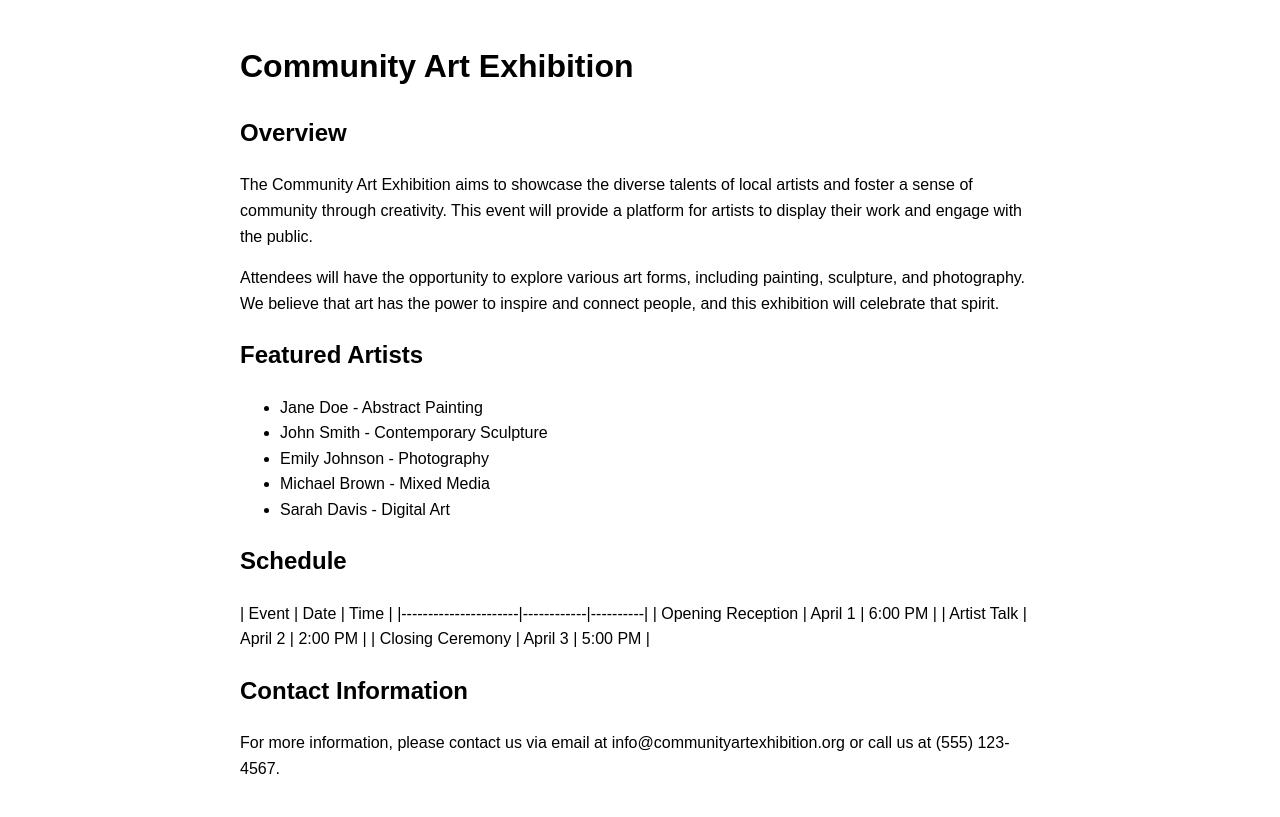 Community Art Exhibition
Overview
The Community Art Exhibition aims to showcase the diverse talents of local artists and foster a sense of
community through creativity. This event will provide a platform for artists to display their work and engage with
the public.
Attendees will have the opportunity to explore various art forms, including painting, sculpture, and photography.
We believe that art has the power to inspire and connect people, and this exhibition will celebrate that spirit.
Featured Artists
• Jane Doe - Abstract Painting
• John Smith - Contemporary Sculpture
• Emily Johnson - Photography
• Michael Brown - Mixed Media
• Sarah Davis - Digital Art
Schedule
| Event | Date | Time | |----------------------|------------|----------| | Opening Reception | April 1 | 6:00 PM | | Artist Talk |
April 2 | 2:00 PM | | Closing Ceremony | April 3 | 5:00 PM |
Contact Information
For more information, please contact us via email at info@communityartexhibition.org or call us at (555) 123-
4567.